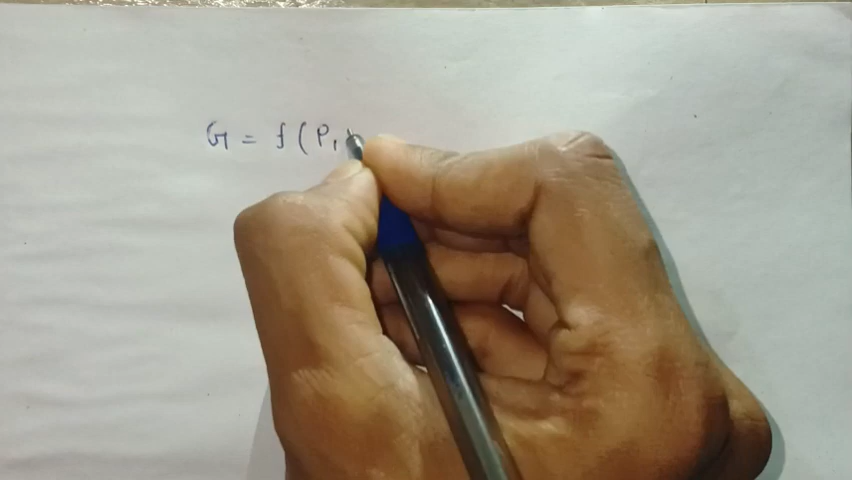 G = f(P,